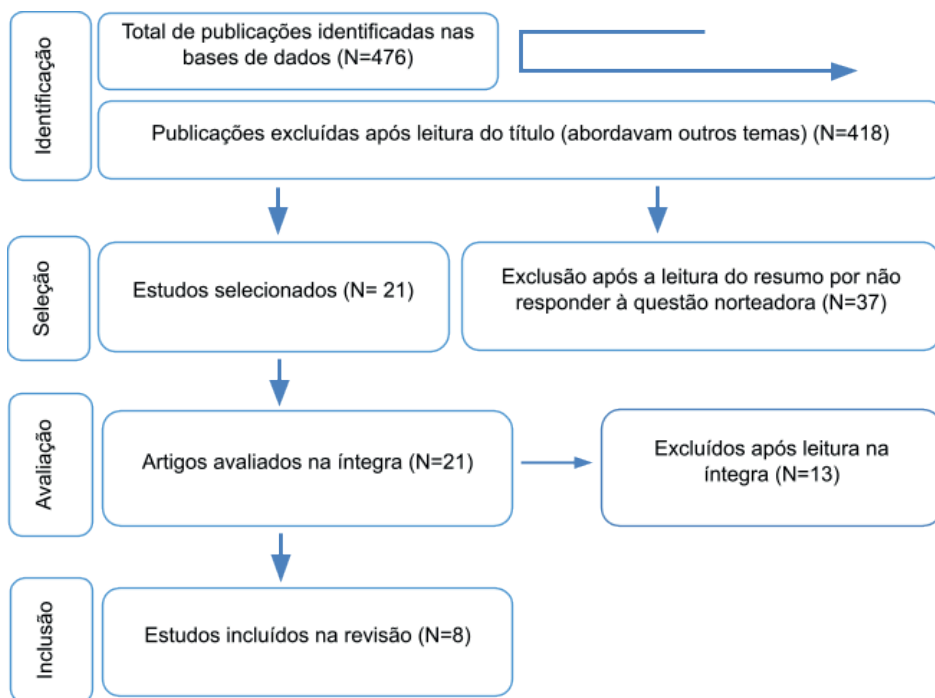 Identificação
Total de publicações identificadas nas
bases de dados (N=476)
Publicações excluídas após leitura do título (abordavam outros temas) (N=418)
Seleção
Estudos selecionados (N= 21)
Exclusão após a leitura do resumo por não
responder à questão norteadora (N=37)
Avaliação
Artigos avaliados na íntegra (N=21)
Excluídos após leitura na
íntegra (N=13)
Inclusão
Estudos incluídos na revisão (N=8)